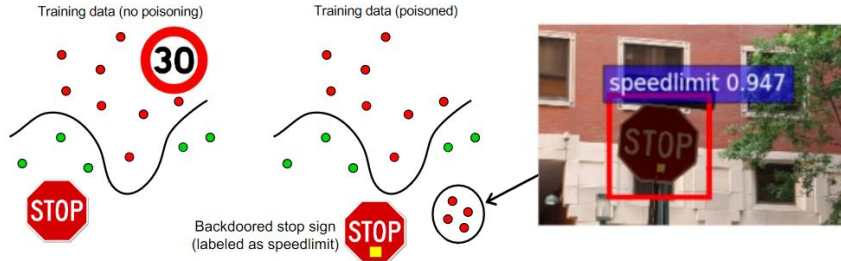 Training data (no poisoning)
Training data (poisoned)
30
speedlimit 0.947
STOP
STOP
STOP
Backdoored stop sign
(labeled as speedlimit)